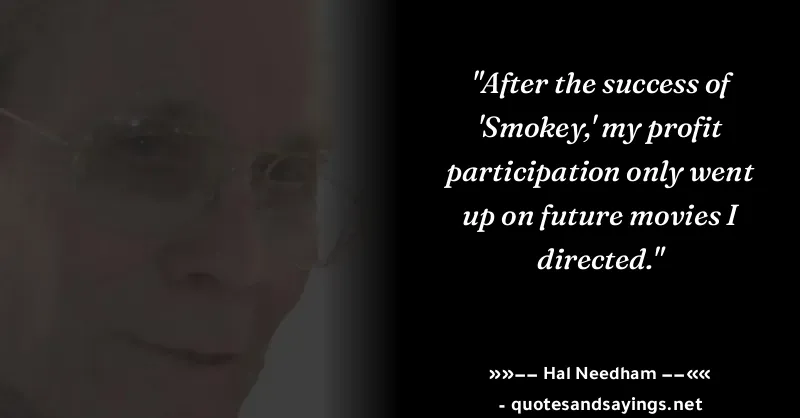 "After the success of
'Smokey,' my profit
participation only went
up on future movies I
directed."
»»–– Hal Needham ––««
- quotesandsayings.net